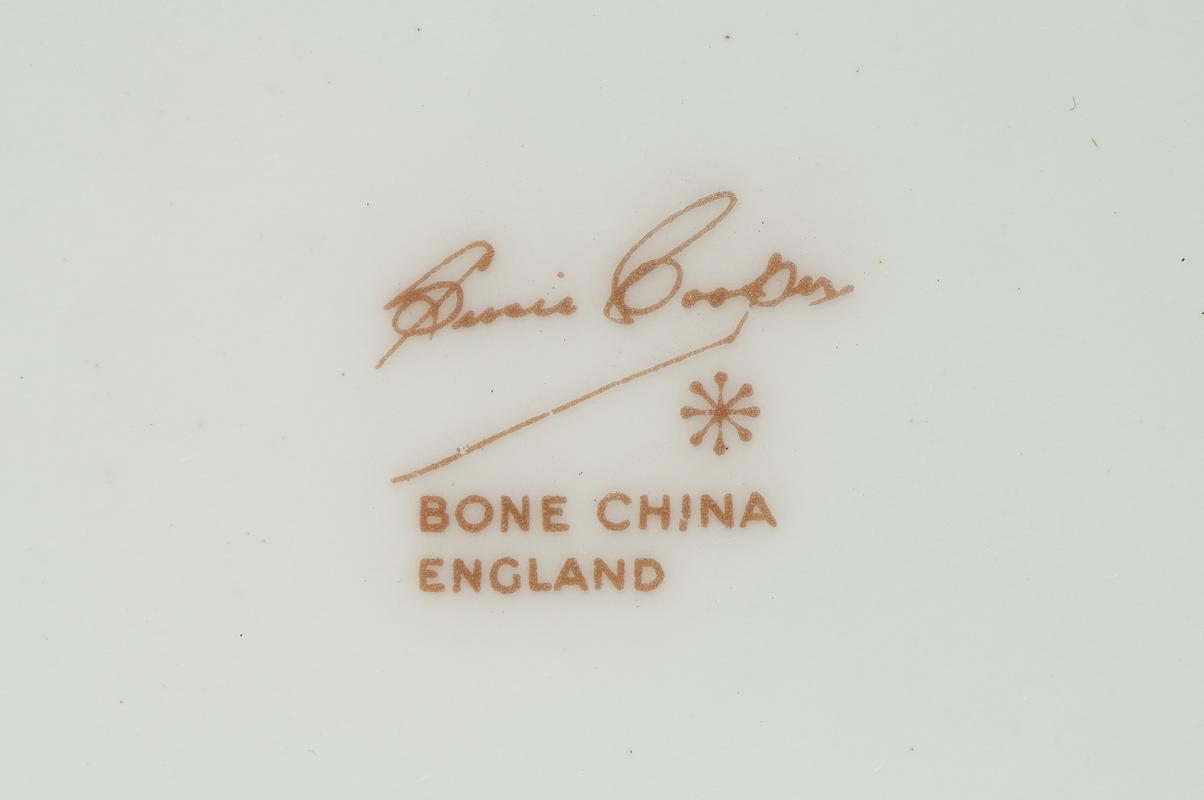 Susie Cooper
BONE CHINA
ENGLAND